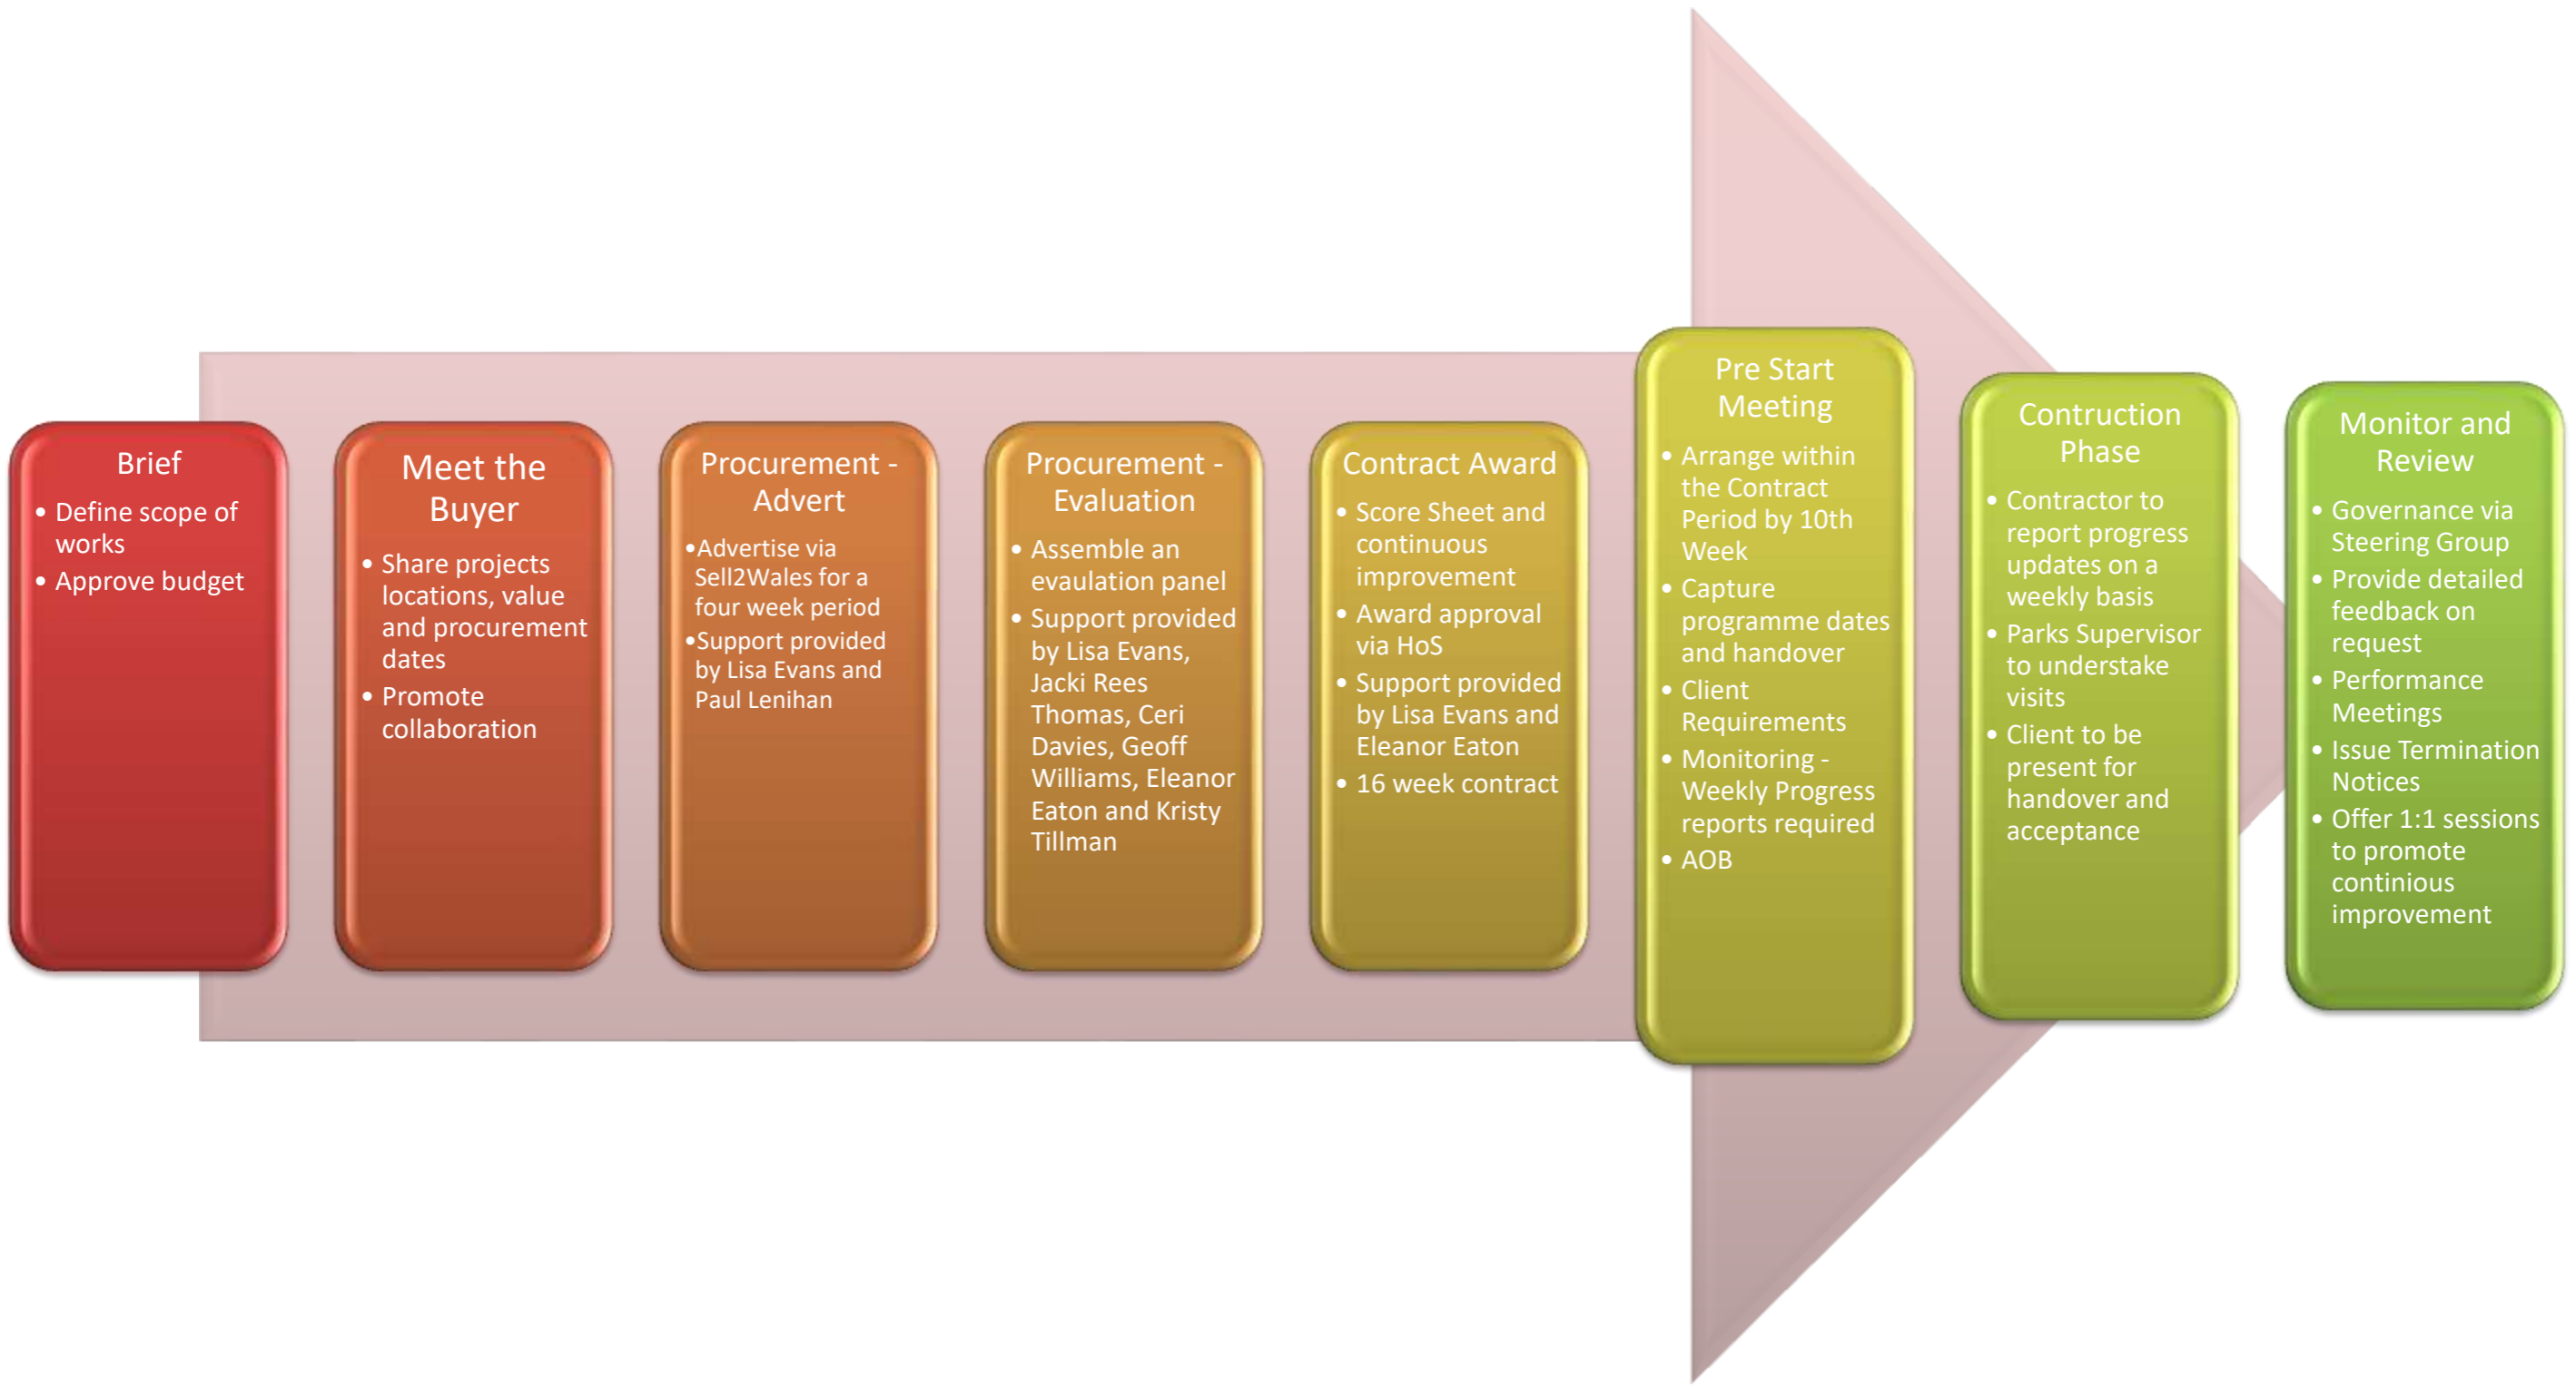 Brief
• Define scope of
works
• Approve budget
Meet the
Buyer
• Share projects
locations, value
and procurement
dates
• Promote
collaboration
Procurement -
Advert
•Advertise via
Sell2Wales for a
four week period
•Support provided
by Lisa Evans and
Paul Lenihan
Procurement -
Evaluation
• Assemble an
evaulation panel
• Support provided
by Lisa Evans,
Jacki Rees
Thomas, Ceri
Davies, Geoff
Williams, Eleanor
Eaton and Kristy
Tillman
Contract Award
• Score Sheet and
continuous
improvement
• Award approval
via HoS
• Support provided
by Lisa Evans and
Eleanor Eaton
• 16 week contract
Pre Start
Meeting
• Arrange within
the Contract
Period by 10th
Week
• Capture
programme dates
and handover
• Client
Requirements
• Monitoring -
Weekly Progress
reports required
• AOB
Contruction
Phase
• Contractor to
report progress
updates on a
weekly basis
• Parks Supervisor
to understake
visits
• Client to be
present for
handover and
acceptance
Monitor and
Review
• Governance via
Steering Group
• Provide detailed
feedback on
request
• Performance
Meetings
• Issue Termination
Notices
• Offer 1:1 sessions
to promote
continious
improvement